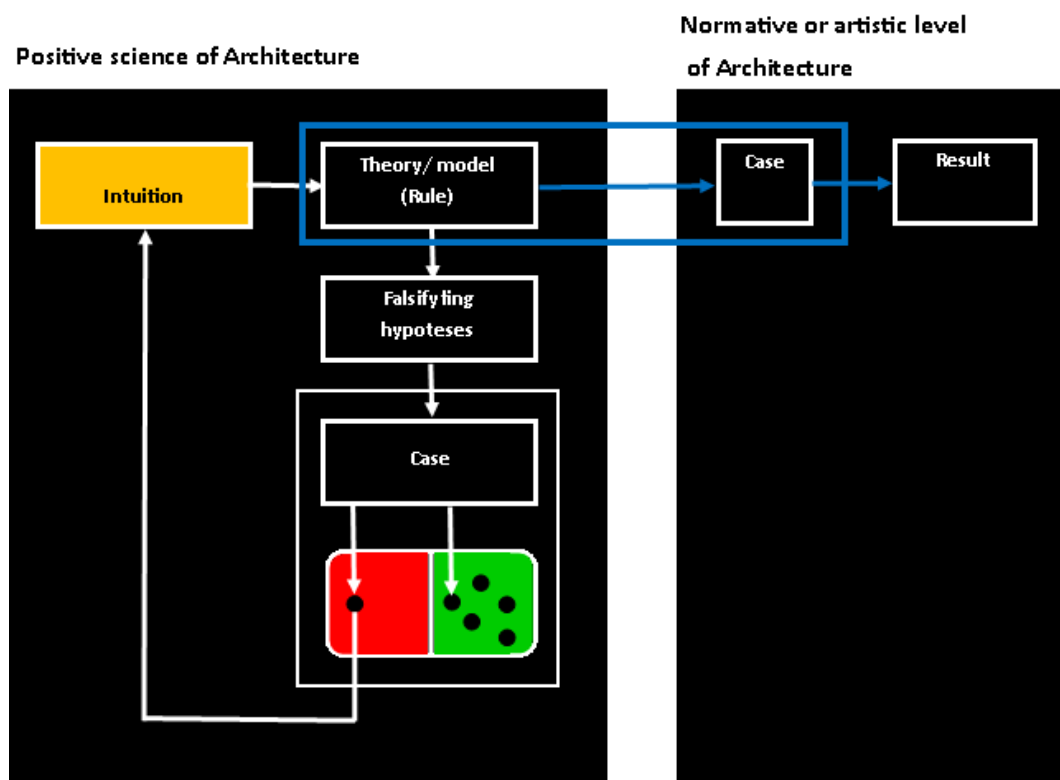 Positive science of Architecture
Normative or artistic level
of Architecture
Intuition
Theory/ model
(Rule)
Case
Result
Falsifyting
hypoteses
Case